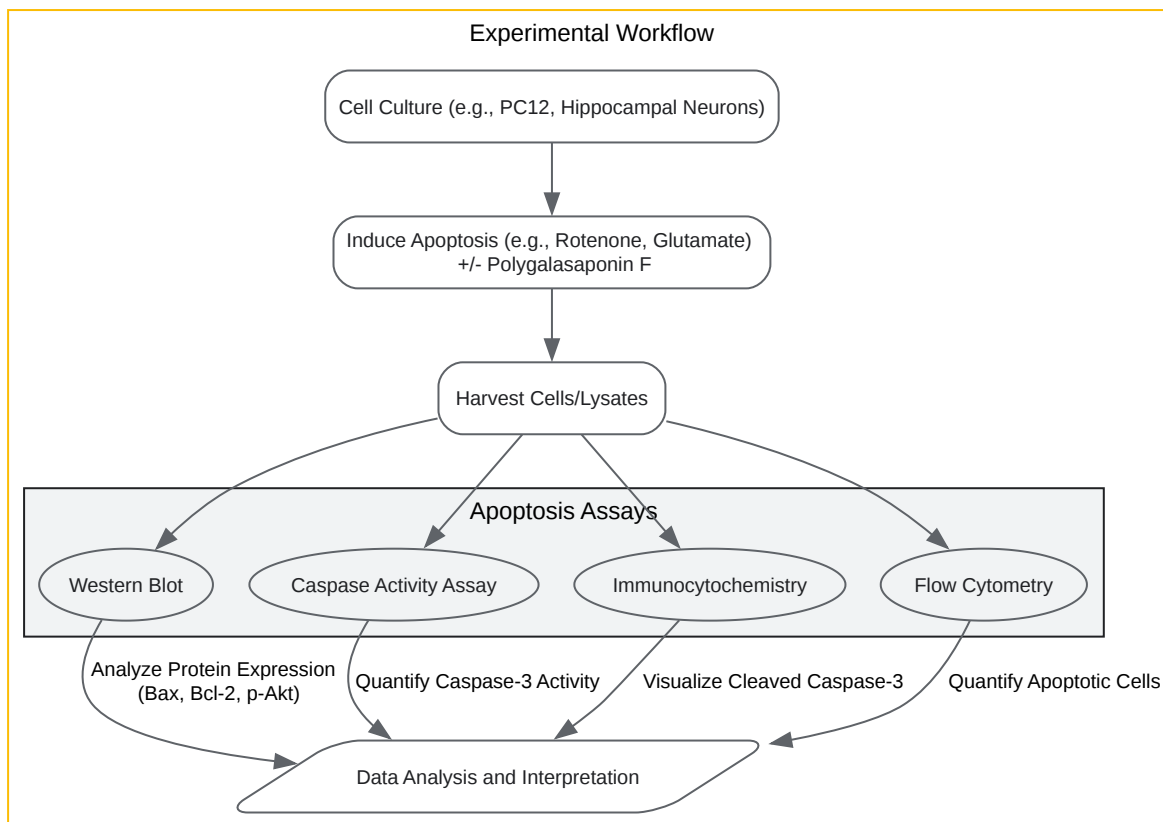 Experimental Workflow
Cell Culture (e.g., PC12, Hippocampal Neurons)
Induce Apoptosis (e.g., Rotenone, Glutamate)
+/- Polygalasaponin F
Harvest Cells/Lysates
Apoptosis Assays
Western Blot
Caspase Activity Assay
Immunocytochemistry
Flow Cytometry
Analyze Protein Expression
(Bax, Bcl-2, p-Akt)
Quantify Caspase-3 Activity
Visualize Cleaved Caspase-3
Quantify Apoptotic Cells
Data Analysis and Interpretation